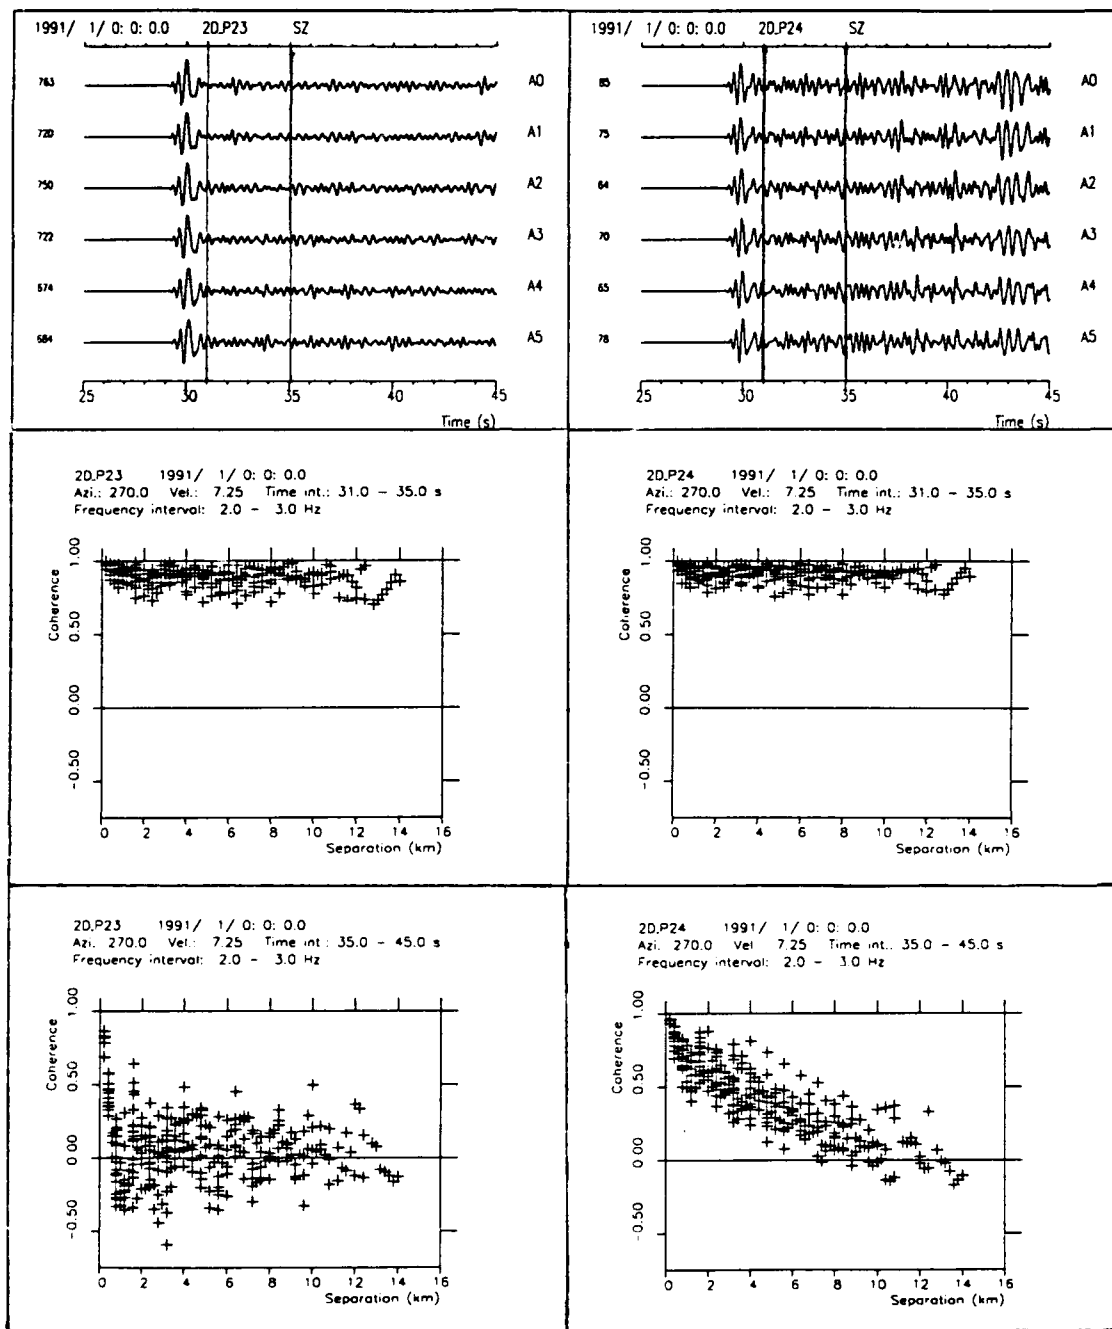 1991/ 1/ 0: 0: 0.0 2D.P23 SZ
763 A0
720 A1
750 A2
722 A3
674 A4
684 A5
25 30 35 40 45
Time (s)
1991/ 1/ 0: 0: 0.0 2D.P24 SZ
85 A0
75 A1
64 A2
70 A3
65 A4
78 A5
25 30 35 40 45
Time (s)
2D.P23 1991/ 1/ 0: 0: 0.0
Azi.: 270.0 Vel.: 7.25 Time int.: 31.0 - 35.0 s
Frequency interval: 2.0 - 3.0 Hz
Coherence
1.00
0.50
0.00
-0.50
0 2 4 6 8 10 12 14 16
Separation (km)
2D.P24 1991/ 1/ 0: 0: 0.0
Azi.: 270.0 Vel.: 7.25 Time int.: 31.0 - 35.0 s
Frequency interval: 2.0 - 3.0 Hz
Coherence
1.00
0.50
0.00
-0.50
0 2 4 6 8 10 12 14 16
Separation (km)
2D.P23 1991/ 1/ 0: 0: 0.0
Azi.: 270.0 Vel.: 7.25 Time int.: 35.0 - 45.0 s
Frequency interval: 2.0 - 3.0 Hz
Coherence
1.00
0.50
0.00
-0.50
0 2 4 6 8 10 12 14 16
Separation (km)
2D.P24 1991/ 1/ 0: 0: 0.0
Azi.: 270.0 Vel 7.25 Time int.: 35.0 - 45.0 s
Frequency interval: 2.0 - 3.0 Hz
Coherence
1.00
0.50
0.00
-0.50
0 2 4 6 8 10 12 14 16
Separation (km)